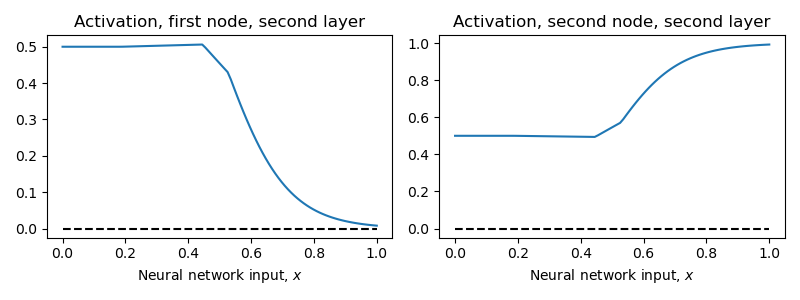 Activation, first node, second layer
0.5
0.4
0.3
0.2
0.1
0.0
0.0 0.2 0.4 0.6 0.8 1.0
Neural network input, x
Activation, second node, second layer
1.0
0.8
0.6
0.4
0.2
0.0
0.0 0.2 0.4 0.6 0.8 1.0
Neural network input, x